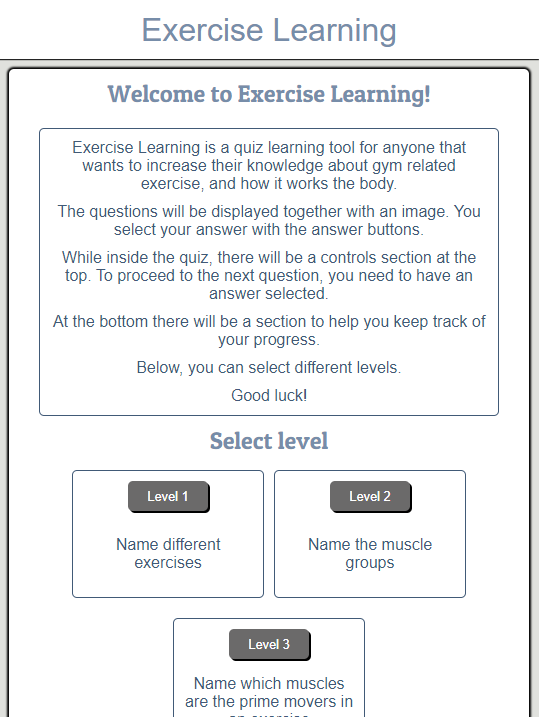 Exercise Learning
Welcome to Exercise Learning!
Exercise Learning is a quiz learning tool for anyone that
wants to increase their knowledge about gym related
exercise, and how it works the body.
The questions will be displayed together with an image. You
select your answer with the answer buttons.
While inside the quiz, there will be a controls section at the
top. To proceed to the next question, you need to have an
answer selected.
At the bottom there will be a section to help you keep track of
your progress.
Below, you can select different levels.
Good luck!
Select level
Level 1
Name different
exercises
Level 2
Name the muscle
groups
Level 3
Name which muscles
are the prime movers in
an exercise